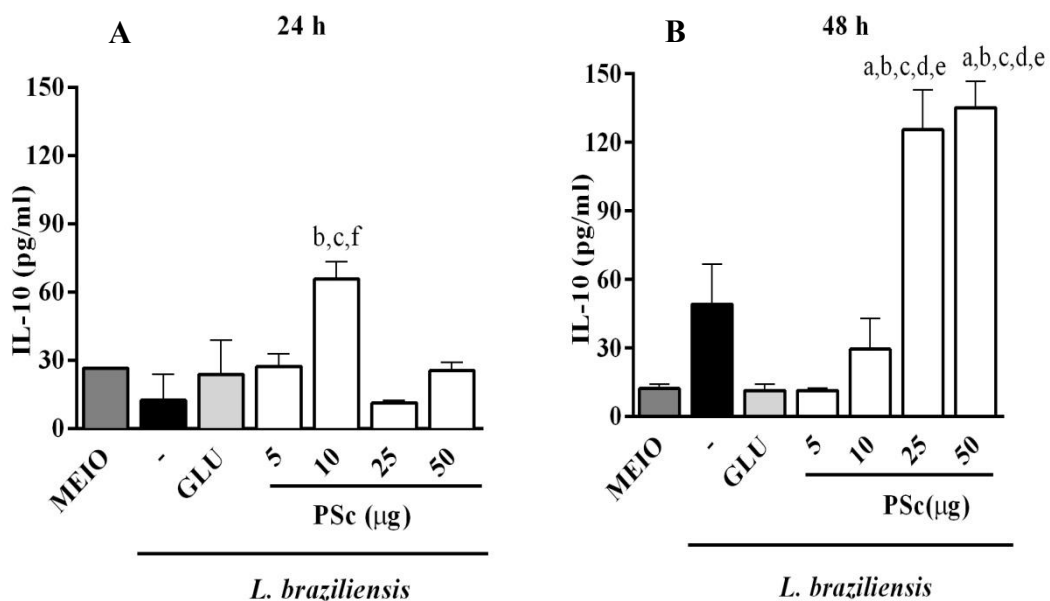 A
24 h
IL-10 (pg/ml)
150
120
90
60
30
0
b,c,f
MEIO
-
GLU
5
10
25
50
PSc (μg)
L. braziliensis
B
48 h
IL-10 (pg/ml)
150
120
90
60
30
0
a,b,c,d,e
a,b,c,d,e
MEIO
-
GLU
5
10
25
50
PSc(μg)
L. braziliensis